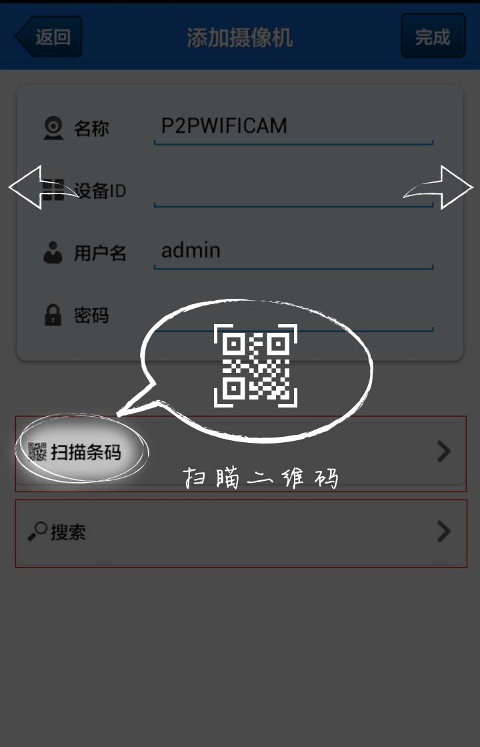 返回 添加摄像机 完成
名称 P2PWIFICAM
设备ID
用户名 admin
密码
扫描条码
扫瞄二维码
搜索